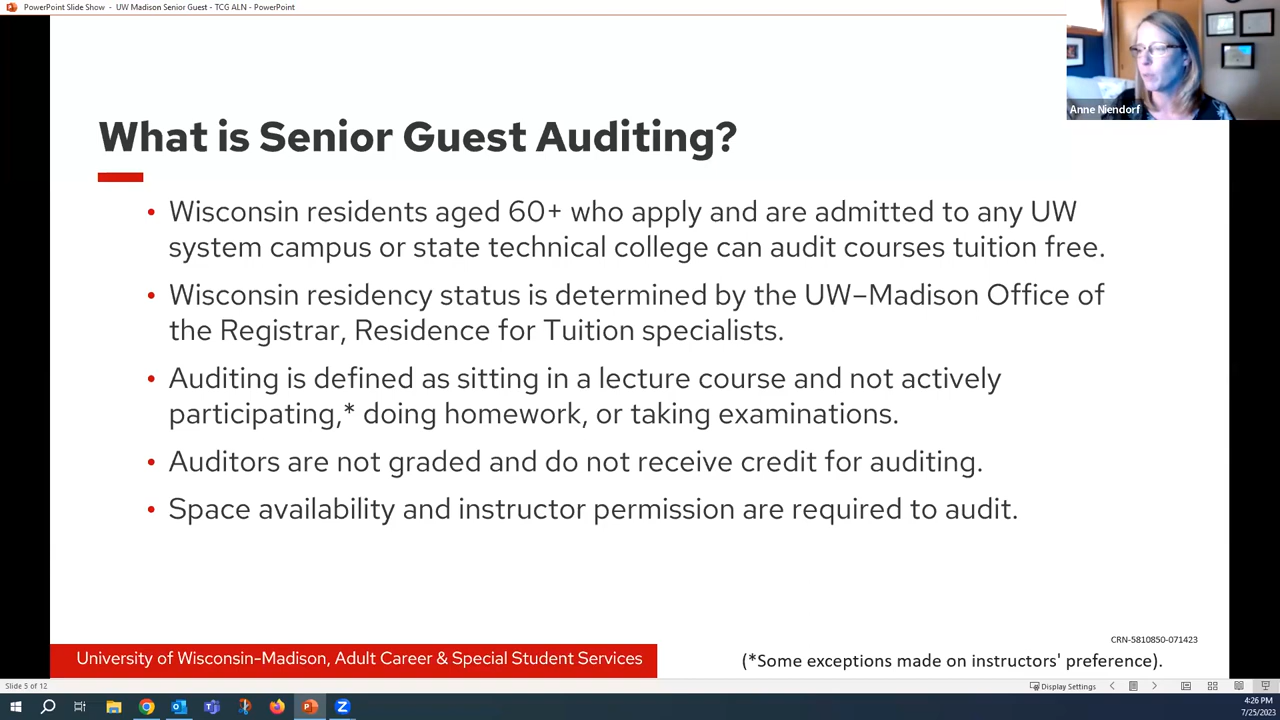 PowerPoint Slide Show - UW Madison Senior Guest - TCG ALN - PowerPoint
Anne Niendorf
What is Senior Guest Auditing?
• Wisconsin residents aged 60+ who apply and are admitted to any UW
system campus or state technical college can audit courses tuition free.
• Wisconsin residency status is determined by the UW–Madison Office of
the Registrar, Residence for Tuition specialists.
• Auditing is defined as sitting in a lecture course and not actively
participating,* doing homework, or taking examinations.
• Auditors are not graded and do not receive credit for auditing.
• Space availability and instructor permission are required to audit.
CRN-5810850-071423
University of Wisconsin-Madison, Adult Career & Special Student Services
(*Some exceptions made on instructors' preference).
Slide 5 of 12
Display Settings
4:26 PM
7/25/2023